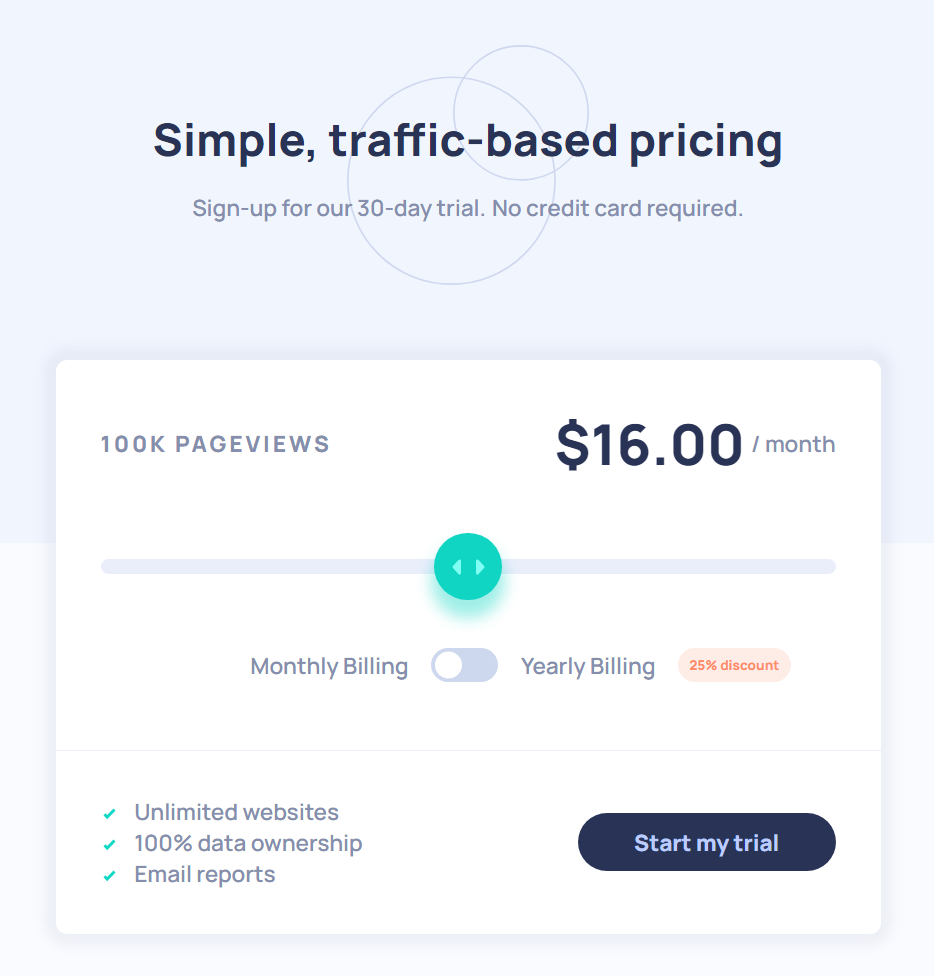 Simple, traffic-based pricing
Sign-up for our 30-day trial. No credit card required.
100K PAGEVIEWS
$16.00 / month
Monthly Billing
Yearly Billing
25% discount
Unlimited websites
100% data ownership
Email reports
Start my trial